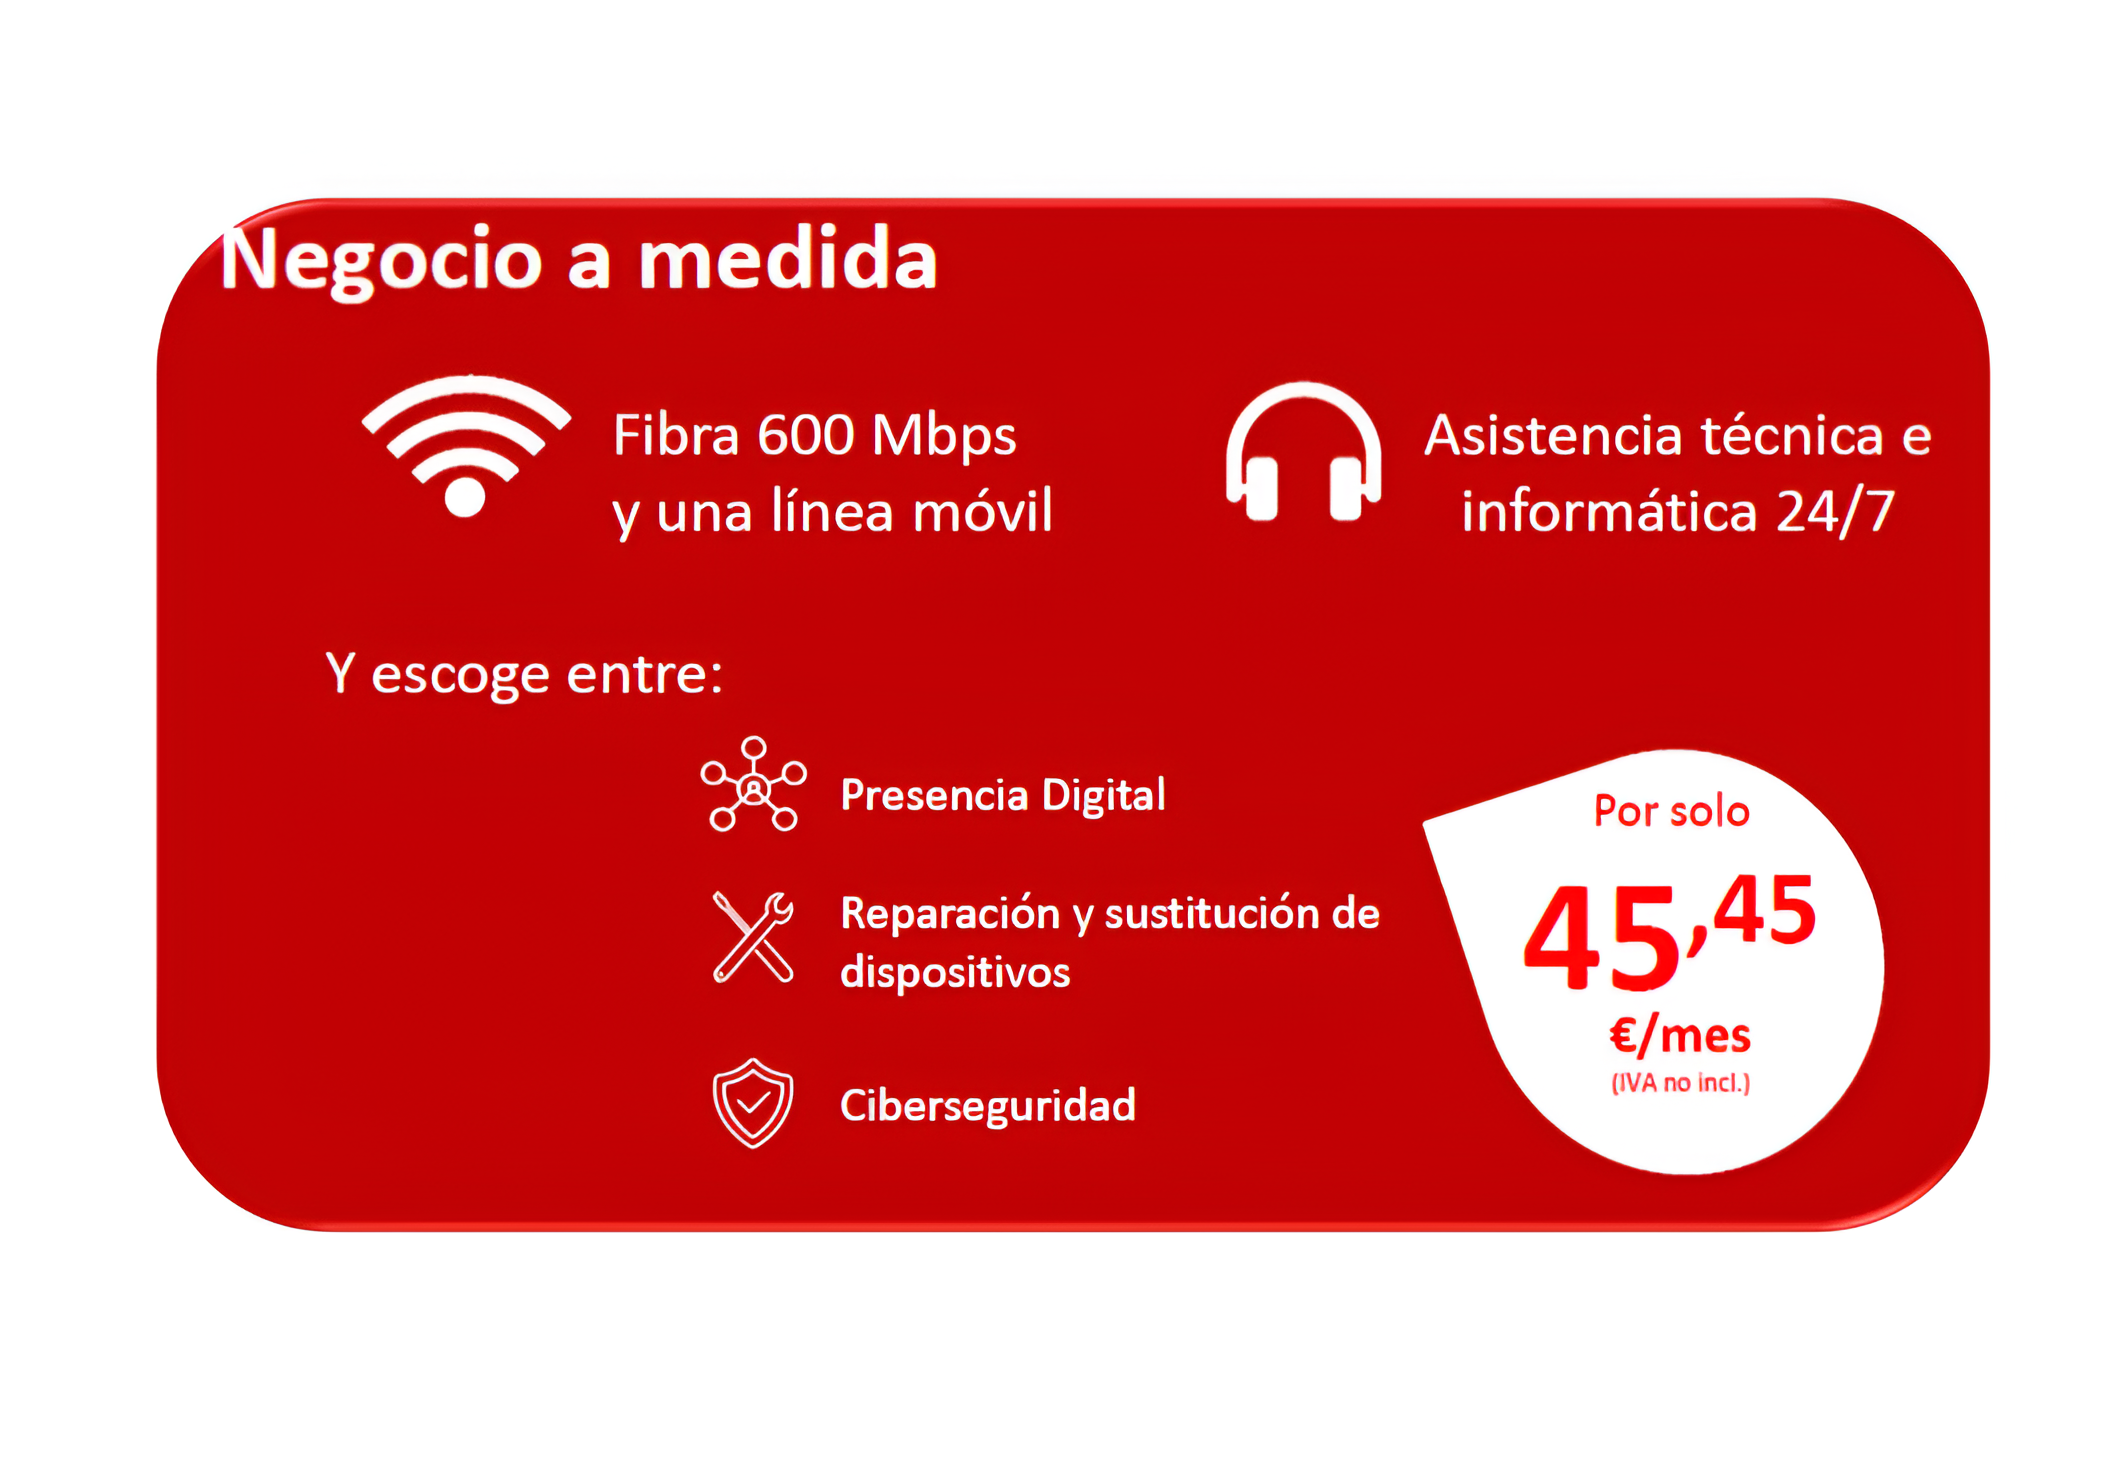 Negocio a medida
Fibra 600 Mbps
y una línea móvil
Asistencia técnica e
informática 24/7
Y escoge entre:
Presencia Digital
Reparación y sustitución de
dispositivos
Ciberseguridad
Por solo
45,45
€/mes
(IVA no incl.)